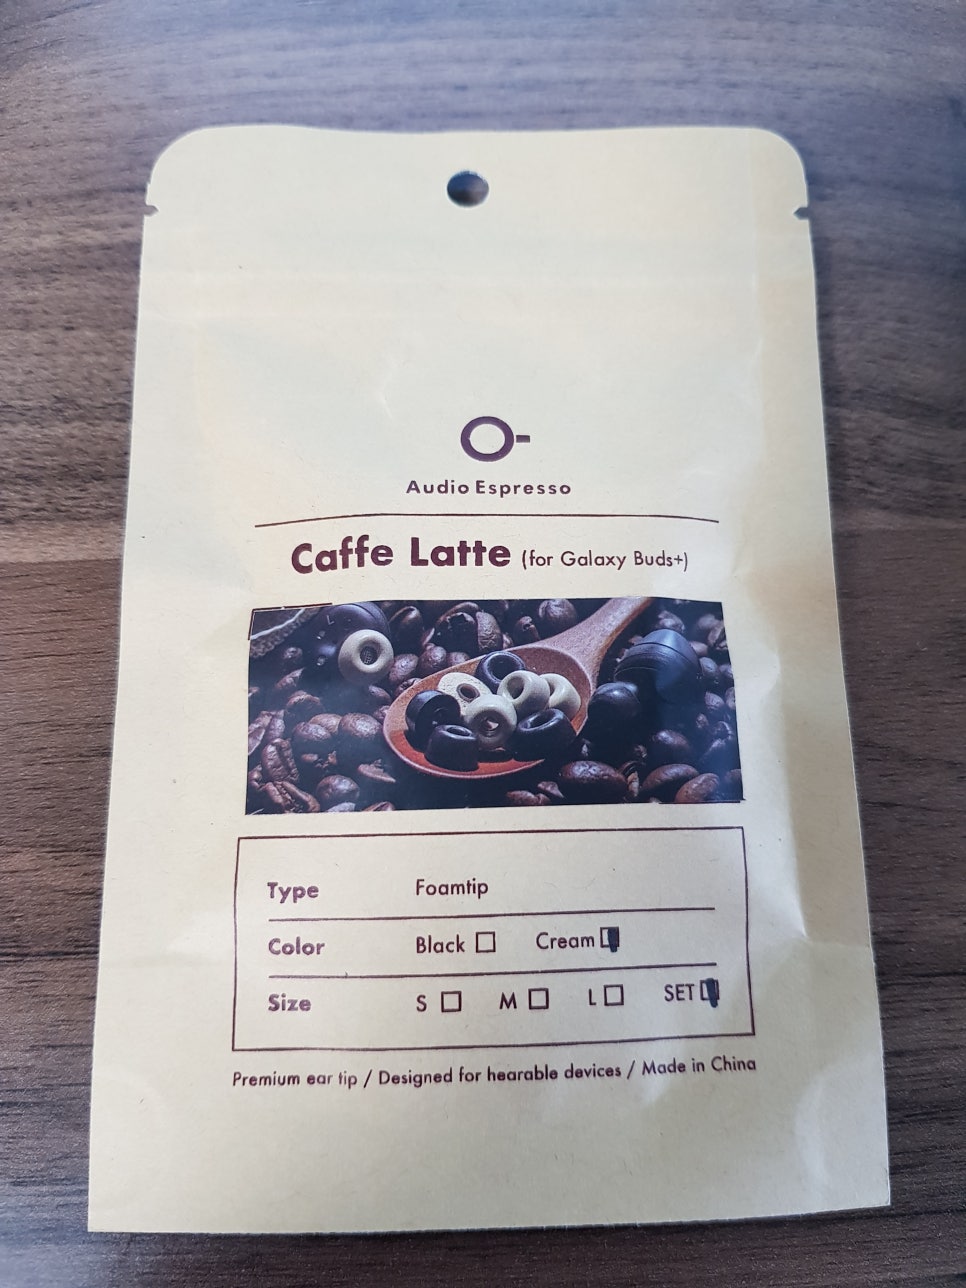 Audio Espresso
Caffe Latte (for Galaxy Buds+)
Type Foamtip
Color Black Cream
Size S M L SET
Premium ear tip / Designed for hearable devices / Made in China